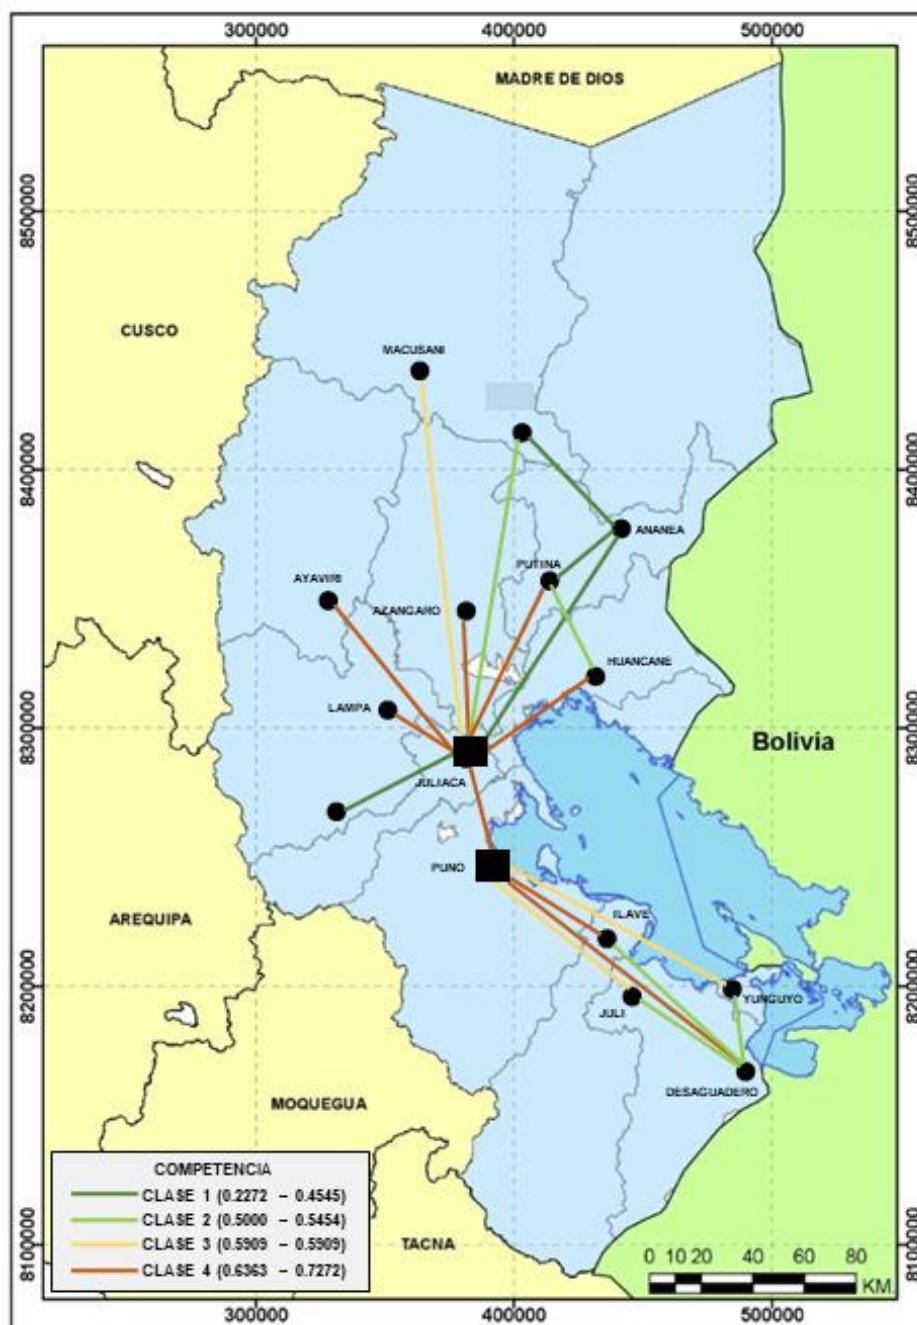 300000 400000 500000
MADRE DE DIOS
8500000 8500000
CUSCO
MACUSANI
8400000 8400000
ANANEA
PUTINA
AYAVIRI
AZANGARO
HUANCANE
LAMPA
8300000 8300000
Bolivia
JULIACA
PUNO
ILAVE
AREQUIPA
8200000 8200000
YUNGUYO
JULI
DESAGUADERO
MOQUEGUA
COMPETENCIA
CLASE 1 (0.2272 – 0.4545)
CLASE 2 (0.5000 – 0.5454)
CLASE 3 (0.5909 – 0.5909)
CLASE 4 (0.6363 – 0.7272)
TACNA
8100000 8100000
0 10 20 40 60 80
KM.
300000 400000 500000